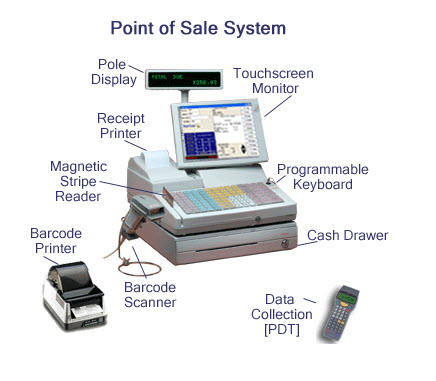 Point of Sale System
Pole
Display
TOTAL DUE
Touchscreen
Monitor
Receipt
Printer
Magnetic
Stripe
Reader
Programmable
Keyboard
Barcode
Printer
Cash Drawer
Barcode
Scanner
Data
Collection
[PDT]